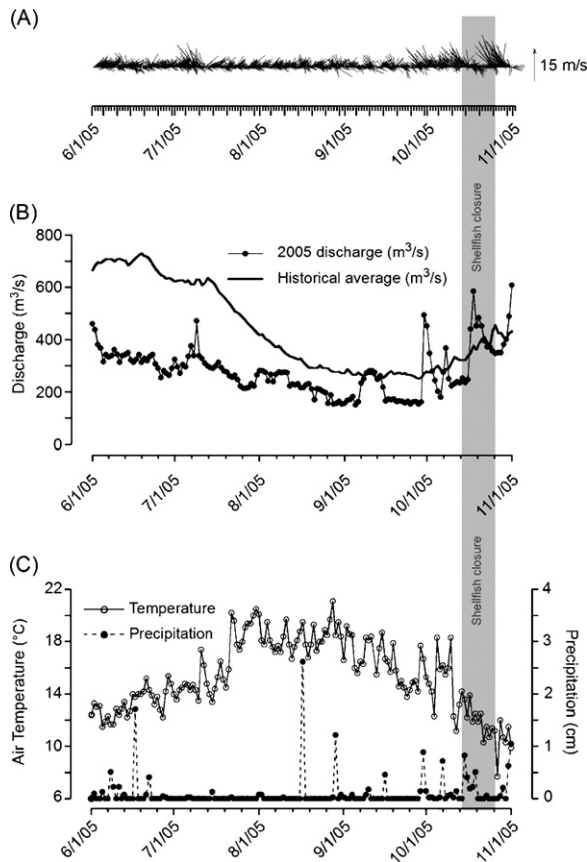 (A)
15 m/s
6/1/05 7/1/05 8/1/05 9/1/05 10/1/05 11/1/05
(B)
Shellfish closure
800
600
400
200
0
Discharge (m³/s)
2005 discharge (m³/s)
Historical average (m³/s)
6/1/05 7/1/05 8/1/05 9/1/05 10/1/05 11/1/05
(C)
Shellfish closure
22
18
14
10
6
Air Temperature (°C)
Temperature
Precipitation
4
3
2
1
0
Precipitation (cm)
6/1/05 7/1/05 8/1/05 9/1/05 10/1/05 11/1/05